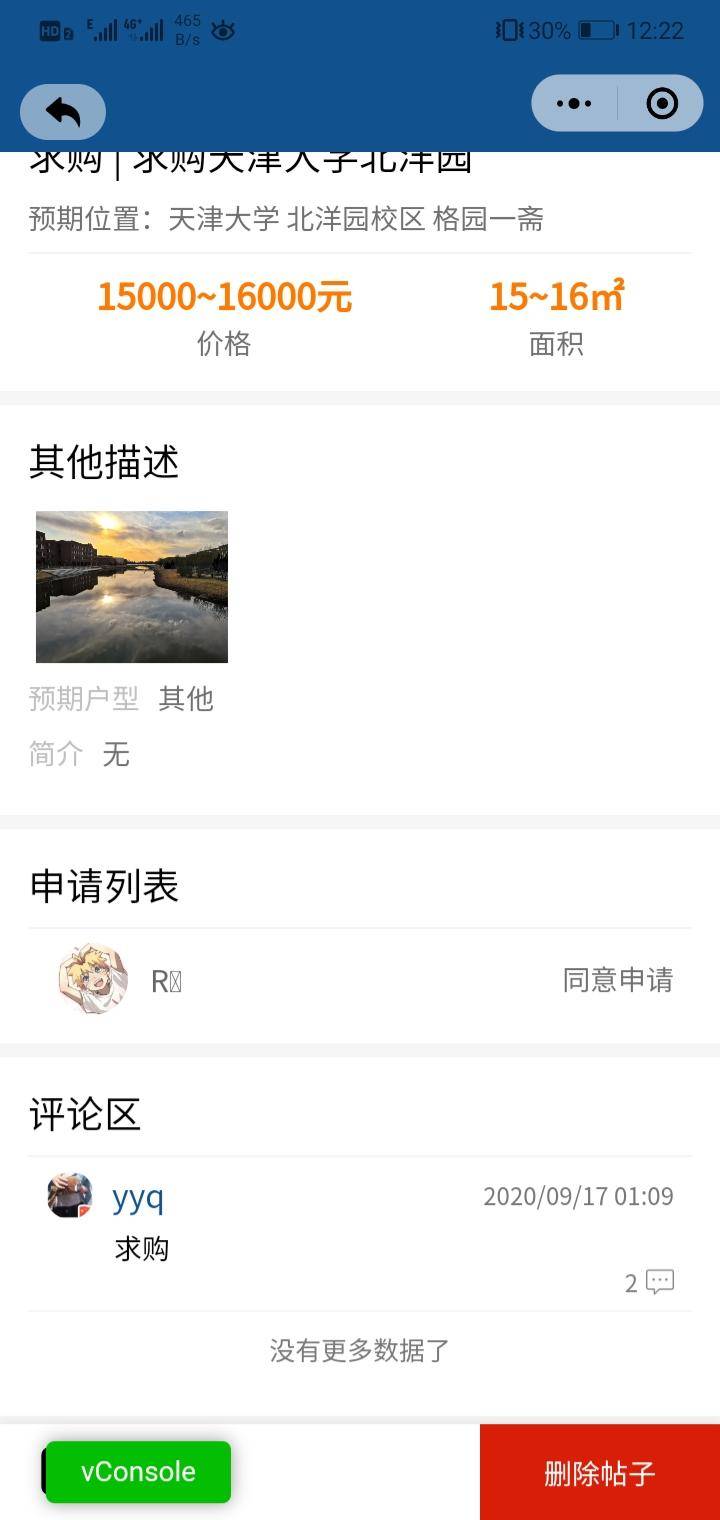 HD 2 E 4G+ 465 B/s 30% 12:22
求购 | 求购天津大学北洋园
预期位置：天津大学 北洋园校区 格园一斋
15000~16000元 15~16㎡
价格 面积
其他描述
预期户型 其他
简介 无
申请列表
R 同意申请
评论区
yyq 2020/09/17 01:09
求购
2
没有更多数据了
vConsole 删除帖子